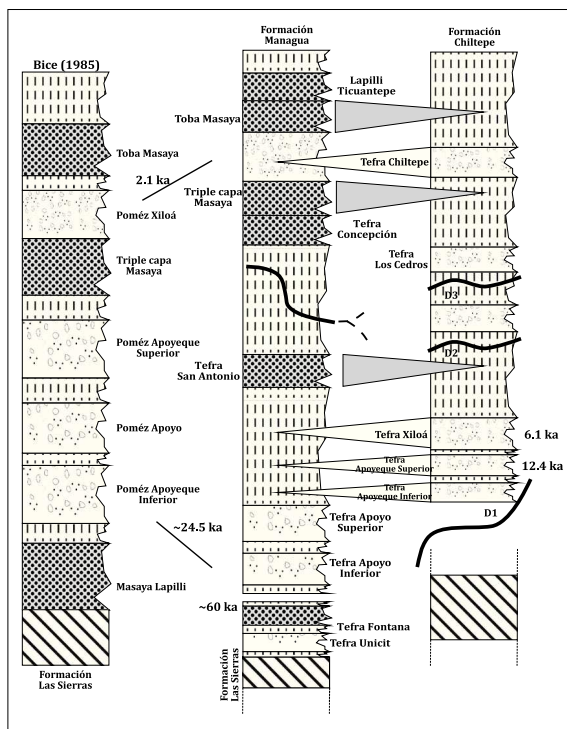 Bice (1985)
Toba Masaya
2.1 ka
Poméz Xiloá
Triple capa
Masaya
Poméz Apoyeque
Superior
Poméz Apoyo
Poméz Apoyeque
Inferior
~24.5 ka
Masaya Lapilli
Formación
Las Sierras
Formación
Managua
Lapilli
Ticuantepe
Toba Masaya
Tefra Chiltepe
Triple capa
Masaya
Tefra
Concepción
Tefra
San Antonio
Tefra Xiloá
Tefra
Apoyeque Superior
Tefra
Apoyeque Inferior
Tefra Apoyo
Superior
Tefra Apoyo
Inferior
~60 ka
Tefra Fontana
Tefra Unicit
Formación
Las Sierras
Formación
Chiltepe
Tefra
Los Cedros
D3
D2
6.1 ka
12.4 ka
D1